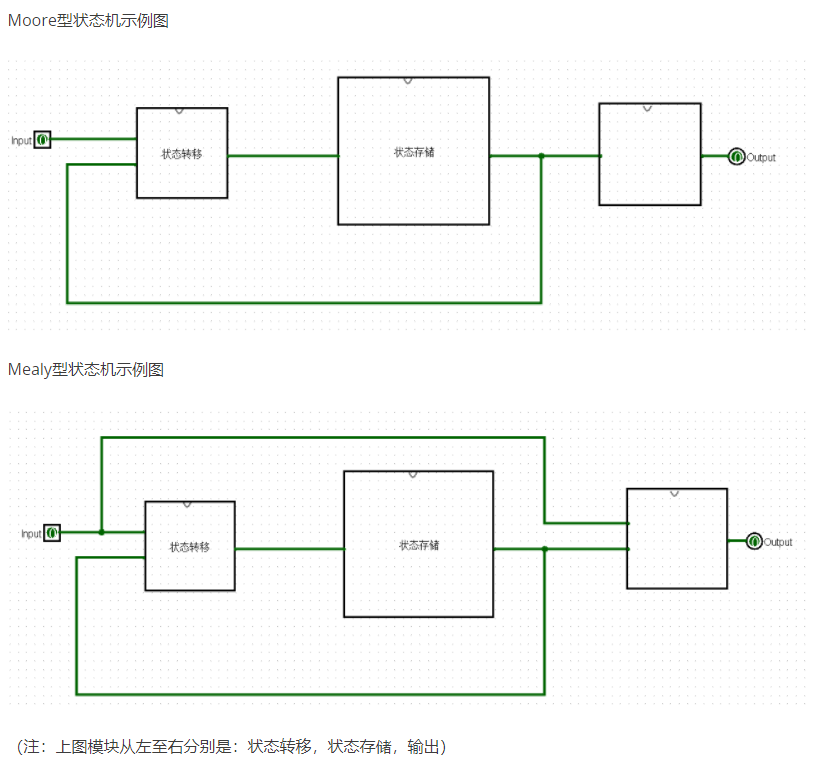 Moore型状态机示例图
Input
状态转移
状态存储
Output
Mealy型状态机示例图
Input
状态转移
状态存储
Output
(注：上图模块从左至右分别是：状态转移，状态存储，输出)